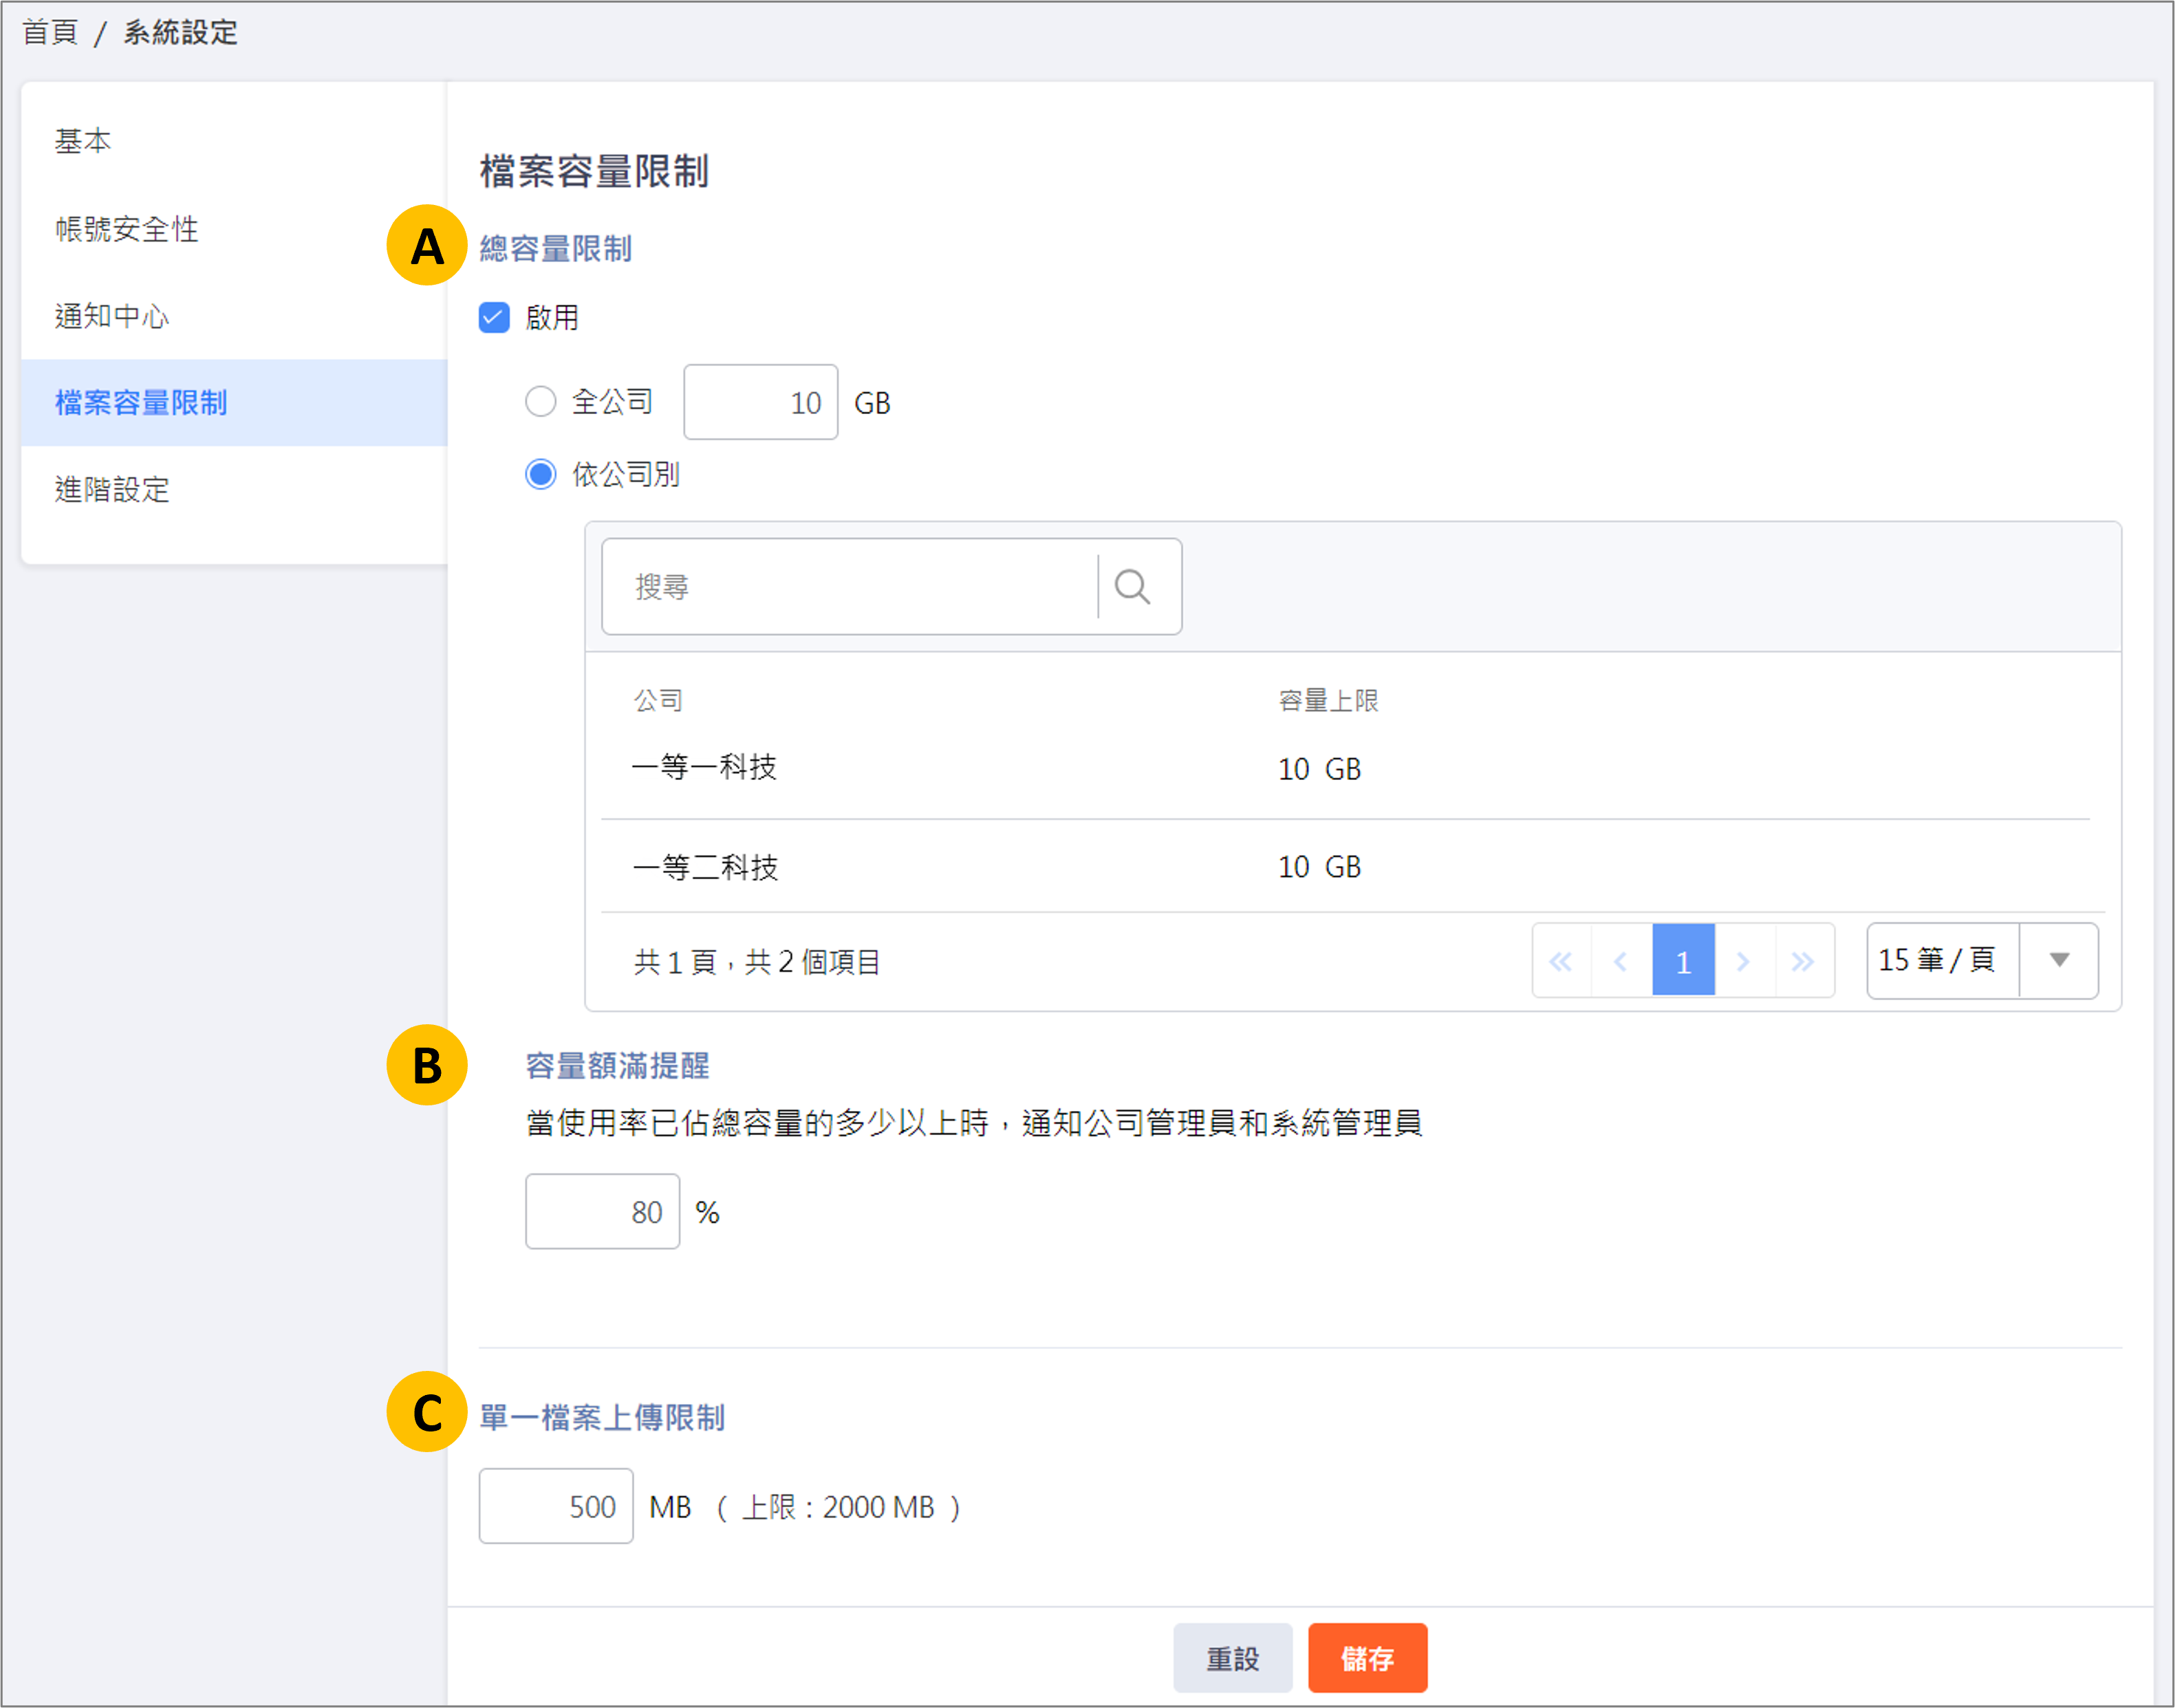 首頁 / 系統設定
基本
帳號安全性
通知中心
檔案容量限制
進階設定
檔案容量限制
A 總容量限制
啟用
全公司 10 GB
依公司別
搜尋
公司 容量上限
一等一科技 10 GB
一等二科技 10 GB
共 1 頁，共 2 個項目 « ‹ 1 › » 15 筆 / 頁
B 容量額滿提醒
當使用率已佔總容量的多少以上時，通知公司管理員和系統管理員
80 %
C 單一檔案上傳限制
500 MB （ 上限：2000 MB ）
重設 儲存